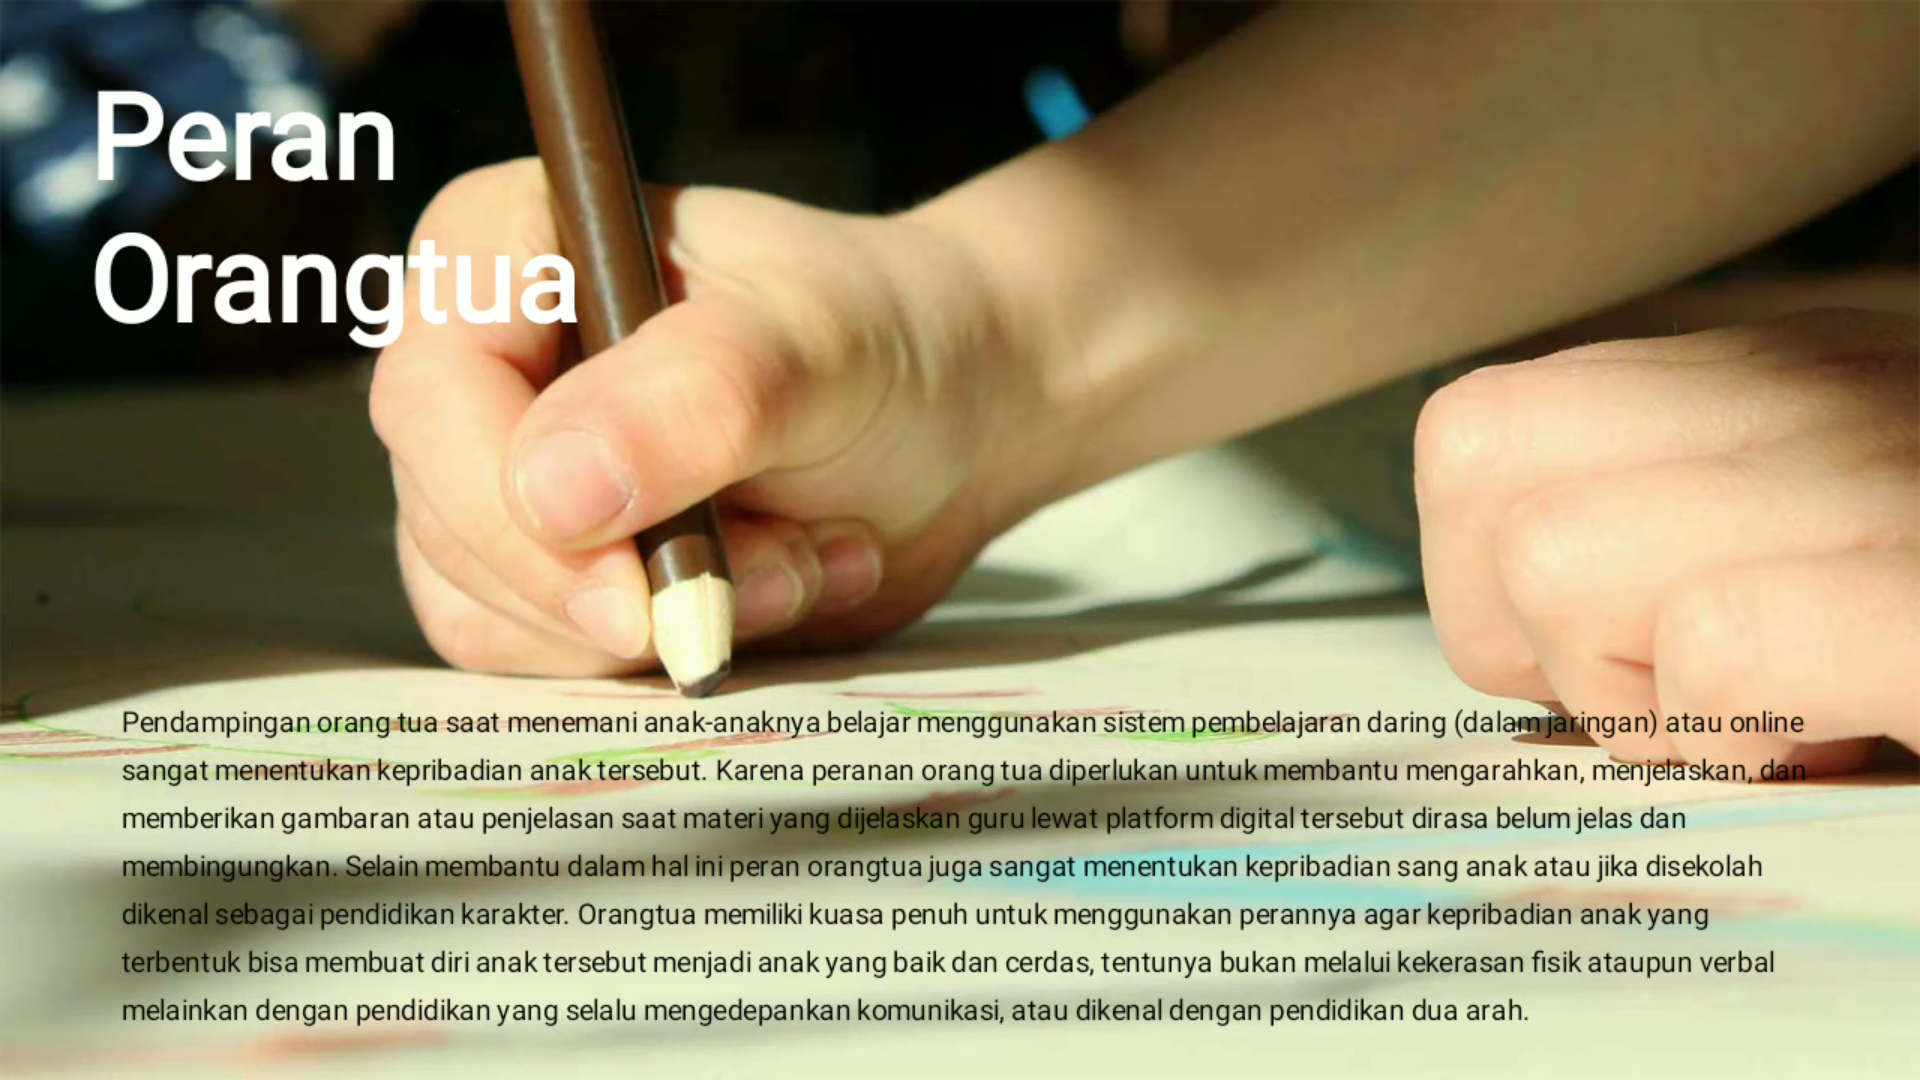 Peran
Orangtua
Pendampingan orang tua saat menemani anak-anaknya belajar menggunakan sistem pembelajaran daring (dalam jaringan) atau online
sangat menentukan kepribadian anak tersebut. Karena peranan orang tua diperlukan untuk membantu mengarahkan, menjelaskan, dan
memberikan gambaran atau penjelasan saat materi yang dijelaskan guru lewat platform digital tersebut dirasa belum jelas dan
membingungkan. Selain membantu dalam hal ini peran orangtua juga sangat menentukan kepribadian sang anak atau jika disekolah
dikenal sebagai pendidikan karakter. Orangtua memiliki kuasa penuh untuk menggunakan perannya agar kepribadian anak yang
terbentuk bisa membuat diri anak tersebut menjadi anak yang baik dan cerdas, tentunya bukan melalui kekerasan fisik ataupun verbal
melainkan dengan pendidikan yang selalu mengedepankan komunikasi, atau dikenal dengan pendidikan dua arah.